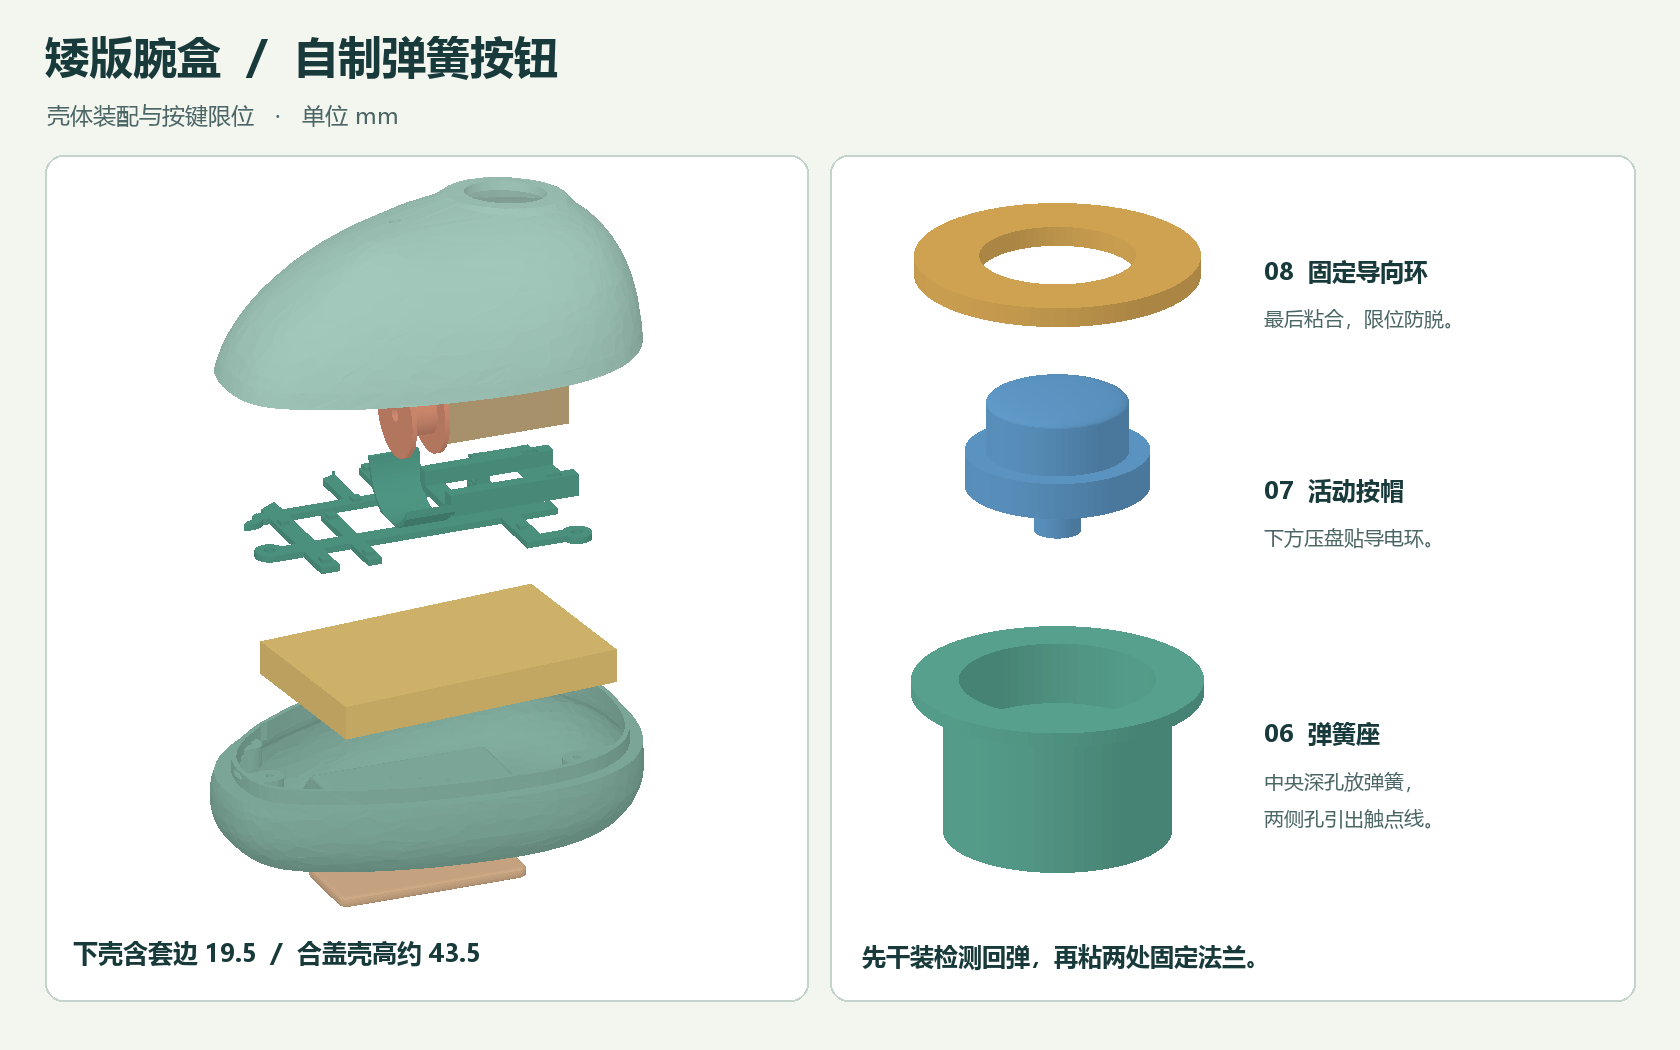 矮版腕盒 / 自制弹簧按钮
壳体装配与按键限位 · 单位 mm
08 固定导向环
最后粘合，限位防脱。
07 活动按帽
下方压盘贴导电环。
06 弹簧座
中央深孔放弹簧，
两侧孔引出触点线。
下壳含套边 19.5 / 合盖壳高约 43.5
先干装检测回弹，再粘两处固定法兰。